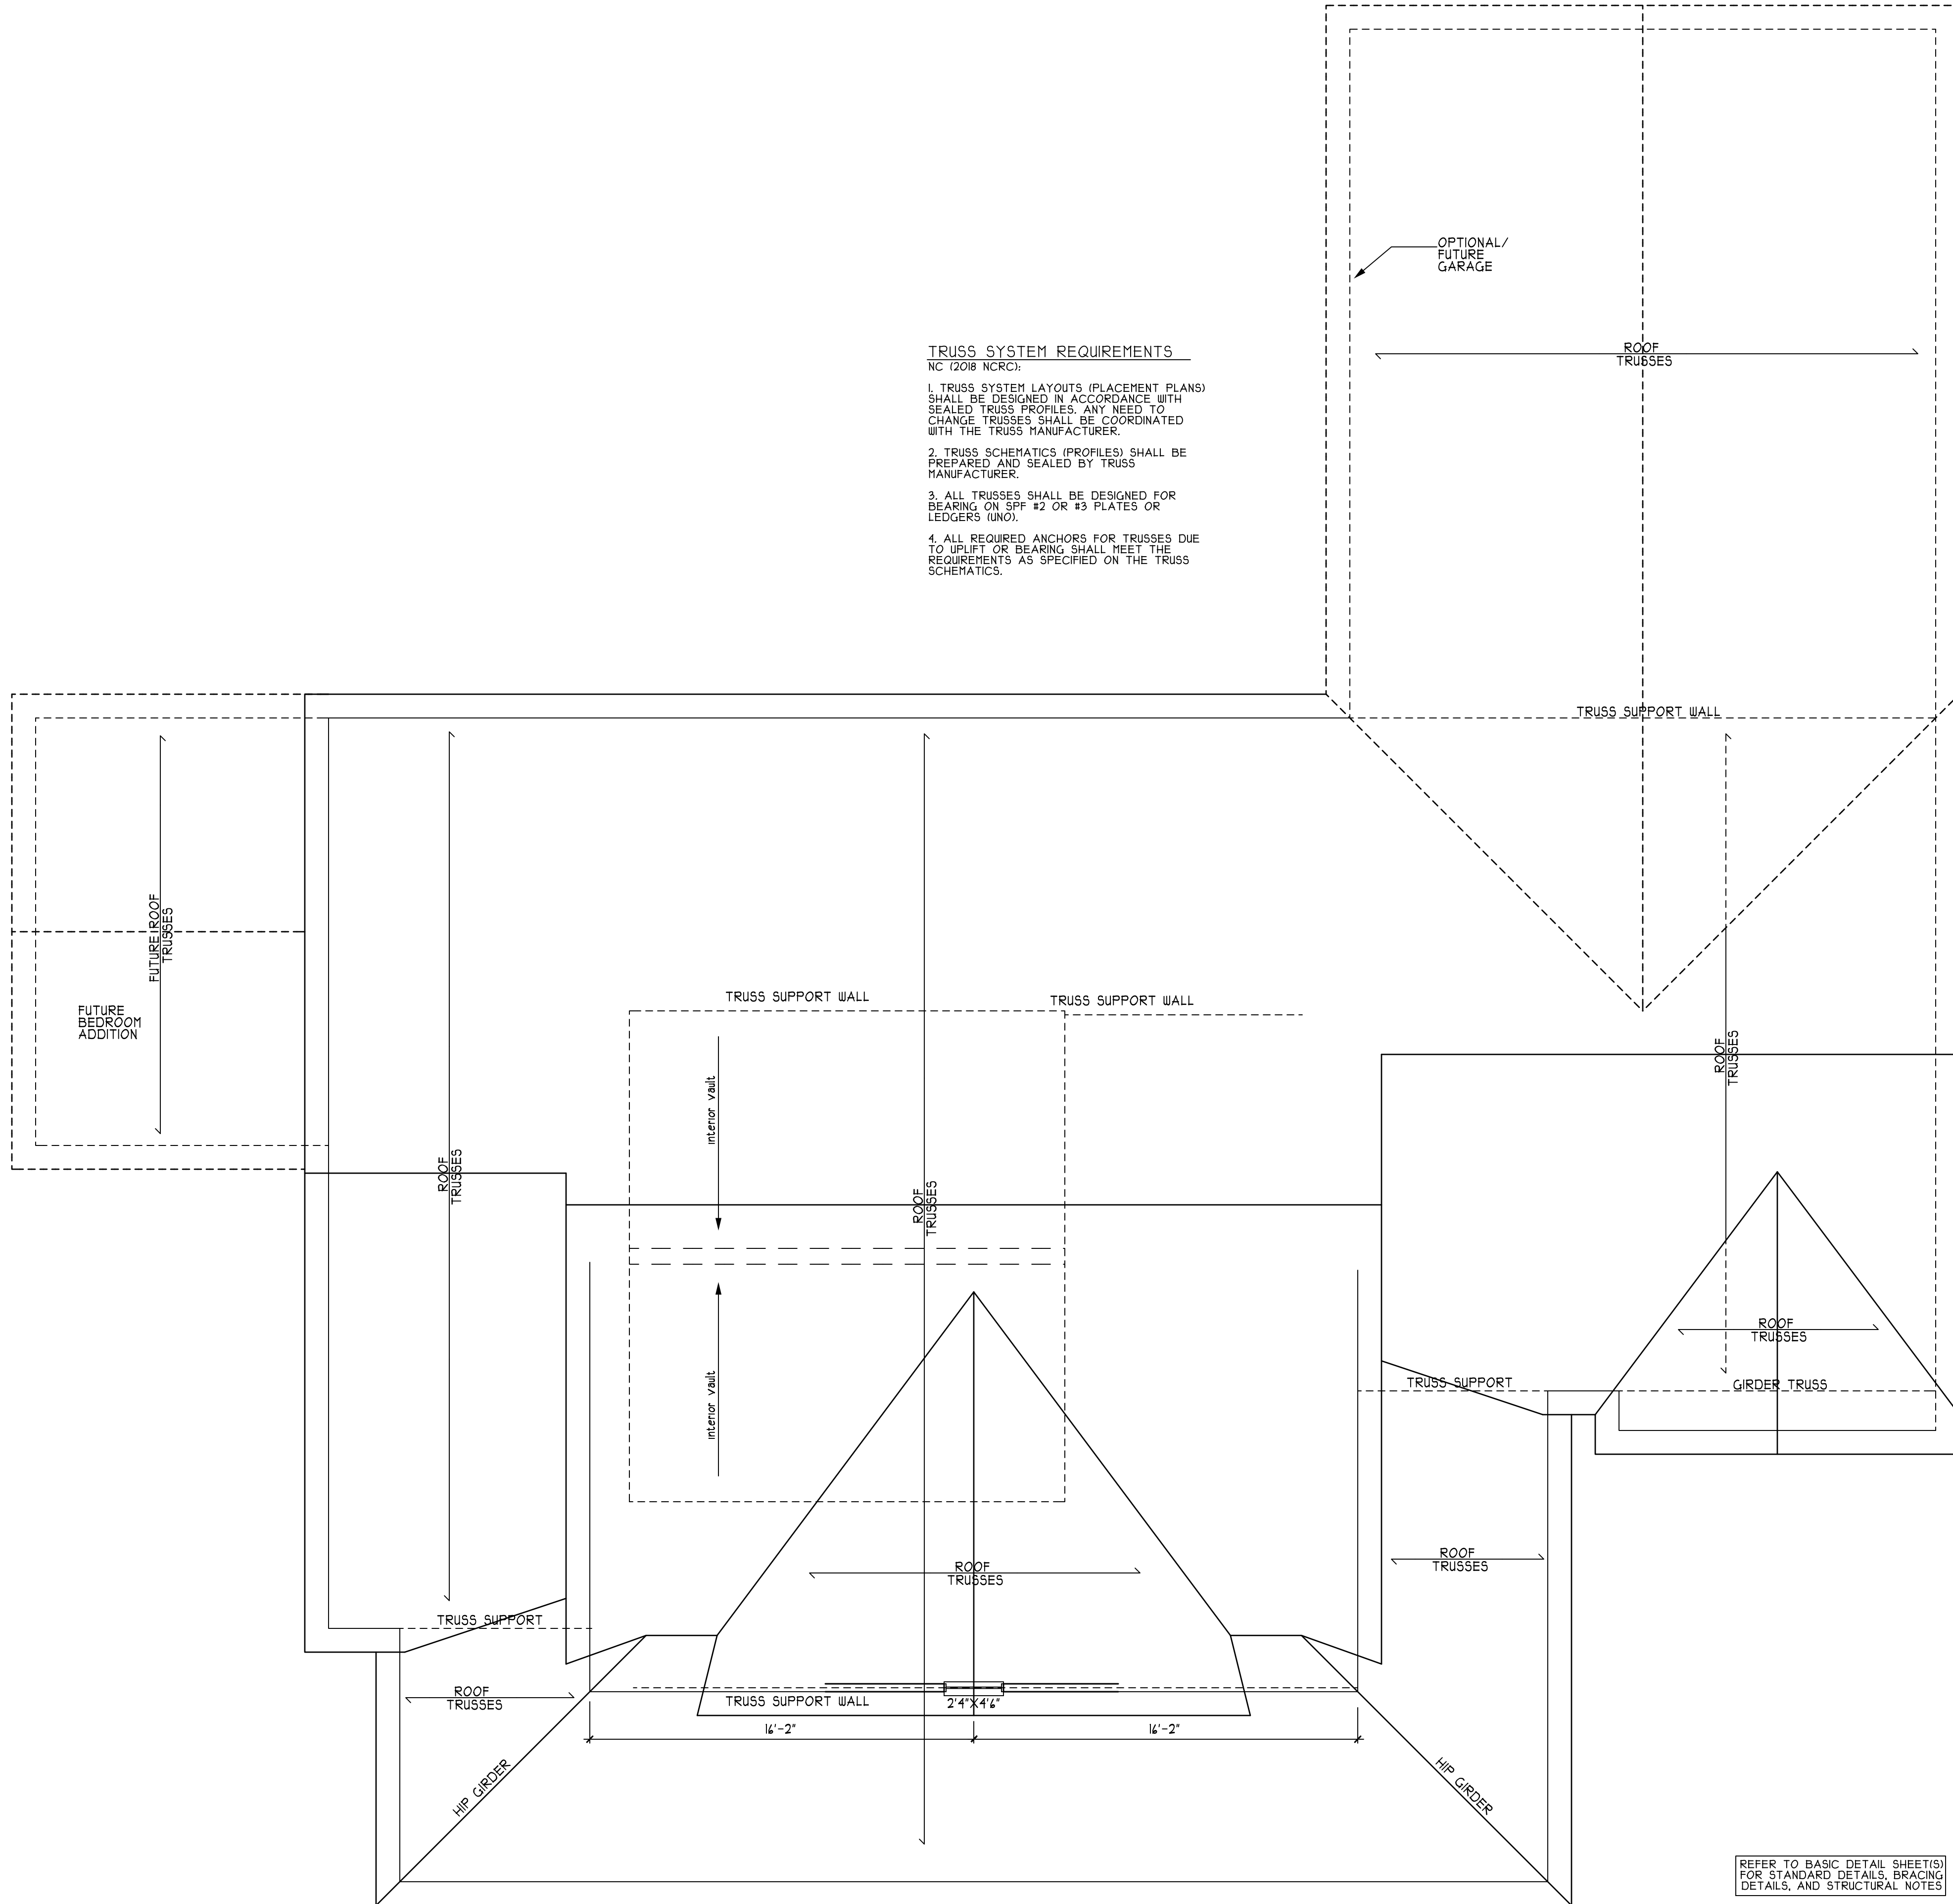 OPTIONAL/
FUTURE
GARAGE
ROOF
TRUSSES
TRUSS SYSTEM REQUIREMENTS
NC (2018 NCRC):
1. TRUSS SYSTEM LAYOUTS (PLACEMENT PLANS)
SHALL BE DESIGNED IN ACCORDANCE WITH
SEALED TRUSS PROFILES. ANY NEED TO
CHANGE TRUSSES SHALL BE COORDINATED
WITH THE TRUSS MANUFACTURER.
2. TRUSS SCHEMATICS (PROFILES) SHALL BE
PREPARED AND SEALED BY TRUSS
MANUFACTURER.
3. ALL TRUSSES SHALL BE DESIGNED FOR
BEARING ON SPF #2 OR #3 PLATES OR
LEDGERS (UNO).
4. ALL REQUIRED ANCHORS FOR TRUSSES DUE
TO UPLIFT OR BEARING SHALL MEET THE
REQUIREMENTS AS SPECIFIED ON THE TRUSS
SCHEMATICS.
TRUSS SUPPORT WALL
FUTURE ROOF
TRUSSES
FUTURE
BEDROOM
ADDITION
TRUSS SUPPORT WALL
TRUSS SUPPORT WALL
interior vault
ROOF
TRUSSES
ROOF
TRUSSES
ROOF
TRUSSES
interior vault
ROOF
TRUSSES
TRUSS SUPPORT
GIRDER TRUSS
ROOF
TRUSSES
ROOF
TRUSSES
TRUSS SUPPORT
ROOF
TRUSSES
TRUSS SUPPORT WALL
2'4"X4'6"
16'-2"
16'-2"
HIP GIRDER
HIP GIRDER
REFER TO BASIC DETAIL SHEET(S)
FOR STANDARD DETAILS, BRACING
DETAILS, AND STRUCTURAL NOTES